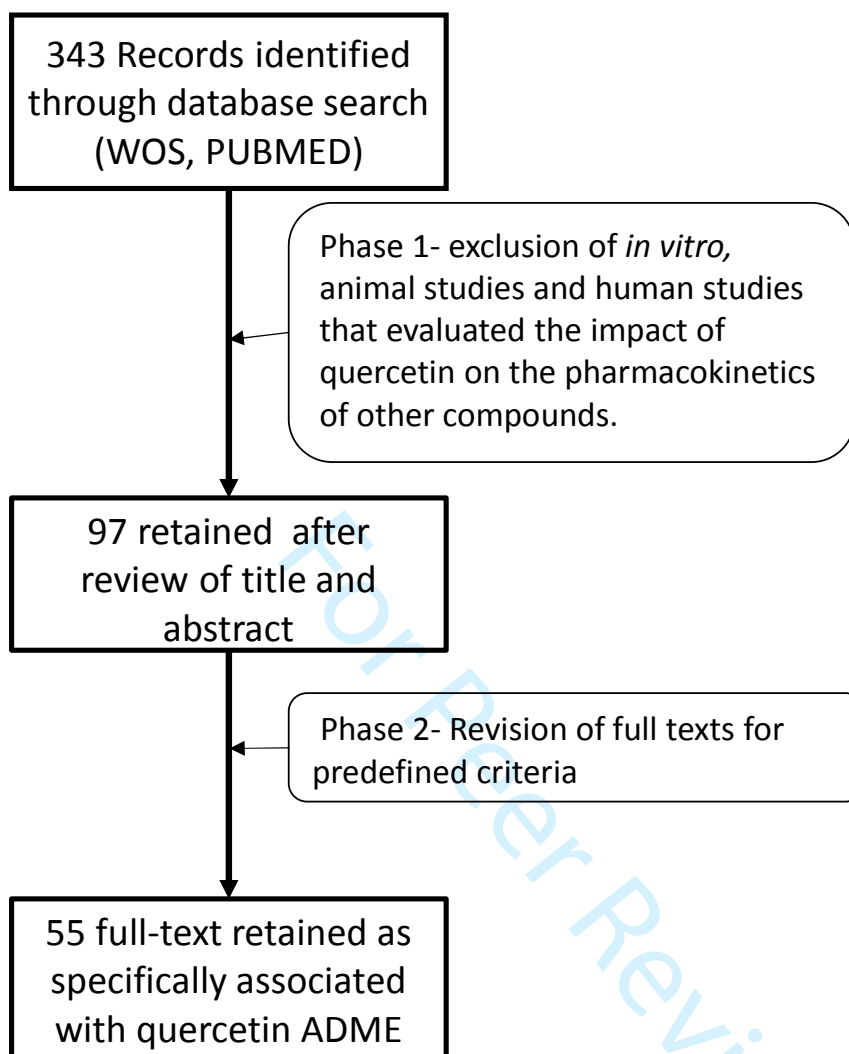 343 Records identified
through database search
(WOS, PUBMED)
Phase 1- exclusion of in vitro,
animal studies and human studies
that evaluated the impact of
quercetin on the pharmacokinetics
of other compounds.
97 retained after
review of title and
abstract
Phase 2- Revision of full texts for
predefined criteria
55 full-text retained as
specifically associated
with quercetin ADME
For Peer Revi